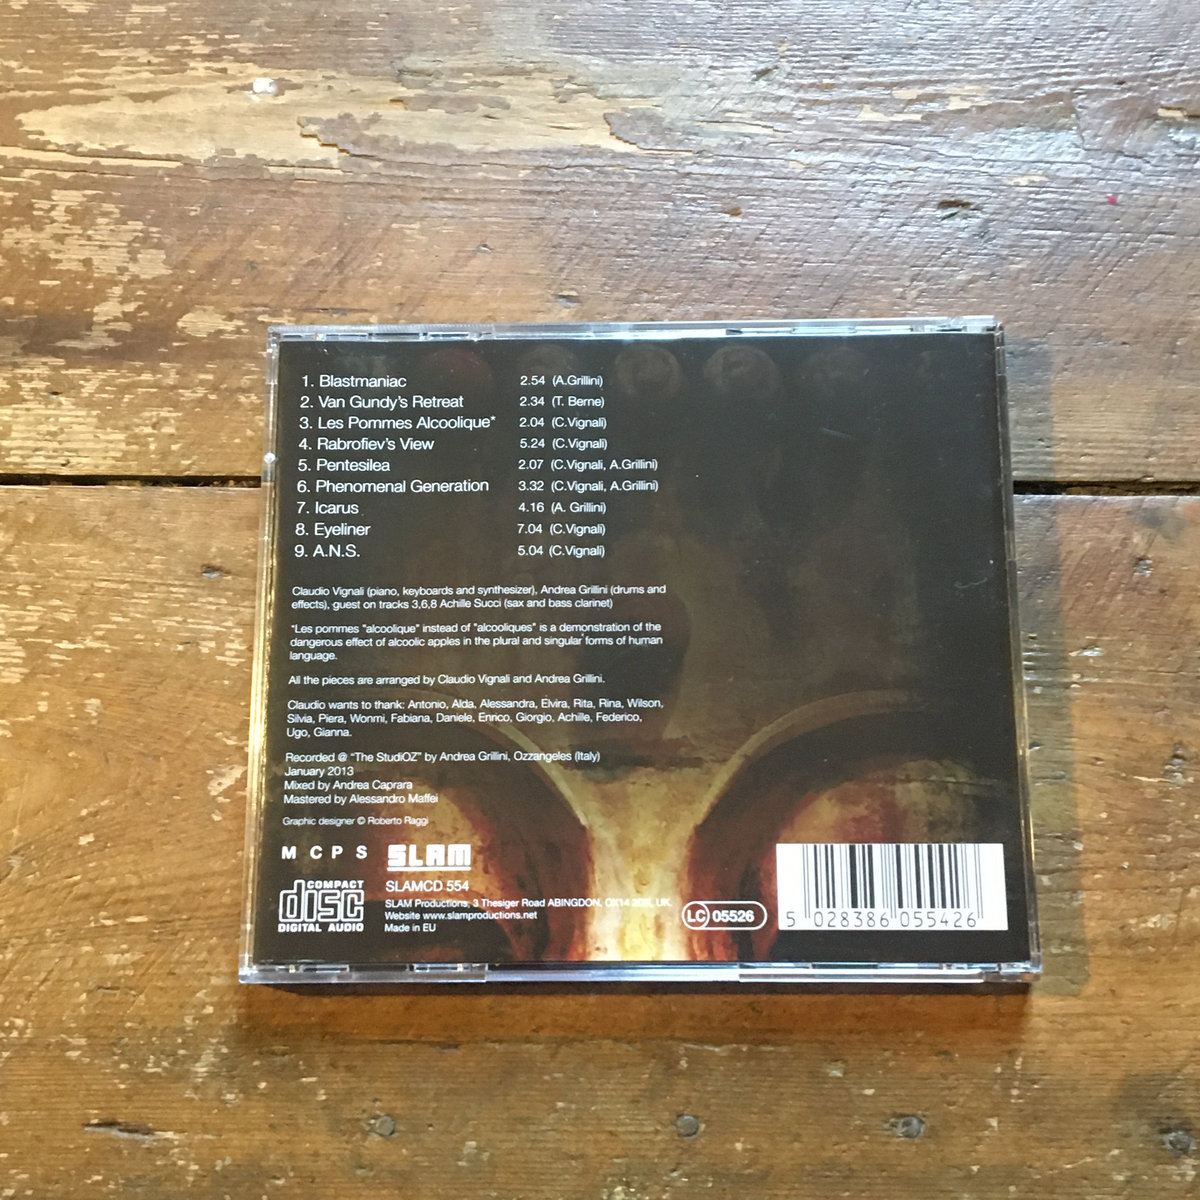 1. Blastmaniac 2.54 (A.Grillini)
2. Van Gundy's Retreat 2.34 (T. Berne)
3. Les Pommes Alcoolique* 2.04 (C.Vignali)
4. Rabrofiev's View 5.24 (C.Vignali)
5. Pentesilea 2.07 (C.Vignali, A.Grillini)
6. Phenomenal Generation 3.32 (C.Vignali, A.Grillini)
7. Icarus 4.16 (A. Grillini)
8. Eyeliner 7.04 (C.Vignali)
9. A.N.S. 5.04 (C.Vignali)
Claudio Vignali (piano, keyboards and synthesizer), Andrea Grillini (drums and
effects), guest on tracks 3,6,8 Achille Succi (sax and bass clarinet)
*Les pommes "alcoolique" instead of "alcooliques" is a demonstration of the
dangerous effect of alcoolic apples in the plural and singular forms of human
language.
All the pieces are arranged by Claudio Vignali and Andrea Grillini.
Claudio wants to thank: Antonio, Alda, Alessandra, Elvira, Rita, Rina, Wilson,
Silvia, Piera, Wonmi, Fabiana, Daniele, Enrico, Giorgio, Achille, Federico,
Ugo, Gianna.
Recorded @ "The StudiOZ" by Andrea Grillini, Ozzangeles (Italy)
January 2013
Mixed by Andrea Caprara
Mastered by Alessandro Maffei
Graphic designer © Roberto Raggi
MCPS SLAM
COMPACT
disc
DIGITAL AUDIO
SLAMCD 554
SLAM Productions, 3 Thesiger Road ABINGDON, OX14 UK.
Website www.slamproductions.net
Made in EU
LC 05526
5 028386 055426